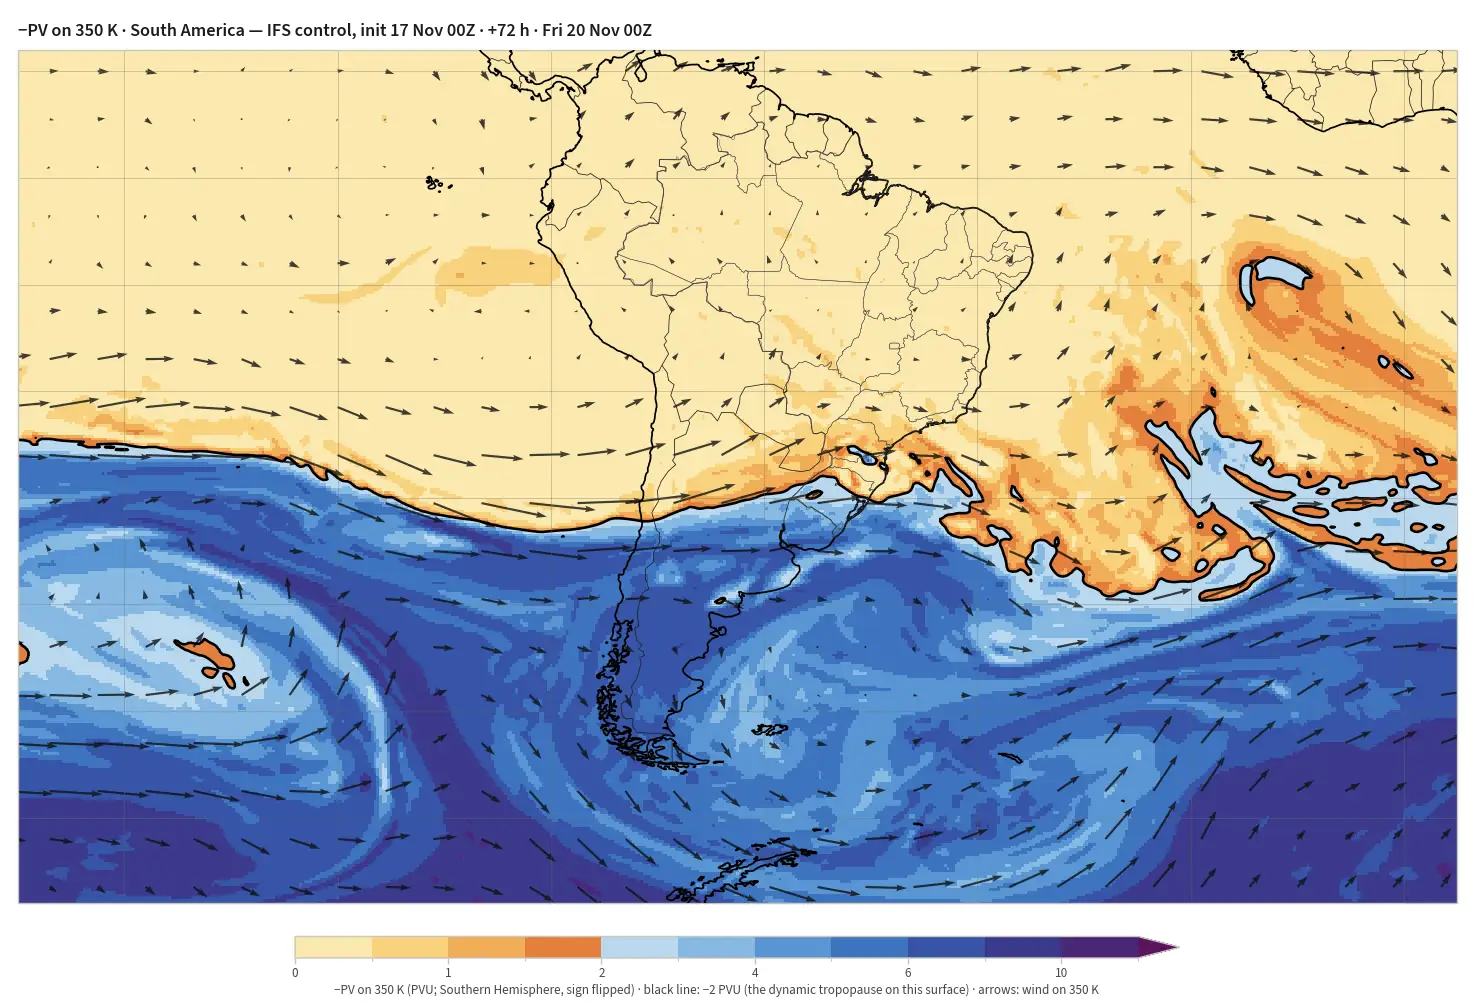 −PV on 350 K · South America — IFS control, init 17 Nov 00Z · +72 h · Fri 20 Nov 00Z
0 1 2 4 6 10
−PV on 350 K (PVU; Southern Hemisphere, sign flipped) · black line: −2 PVU (the dynamic tropopause on this surface) · arrows: wind on 350 K